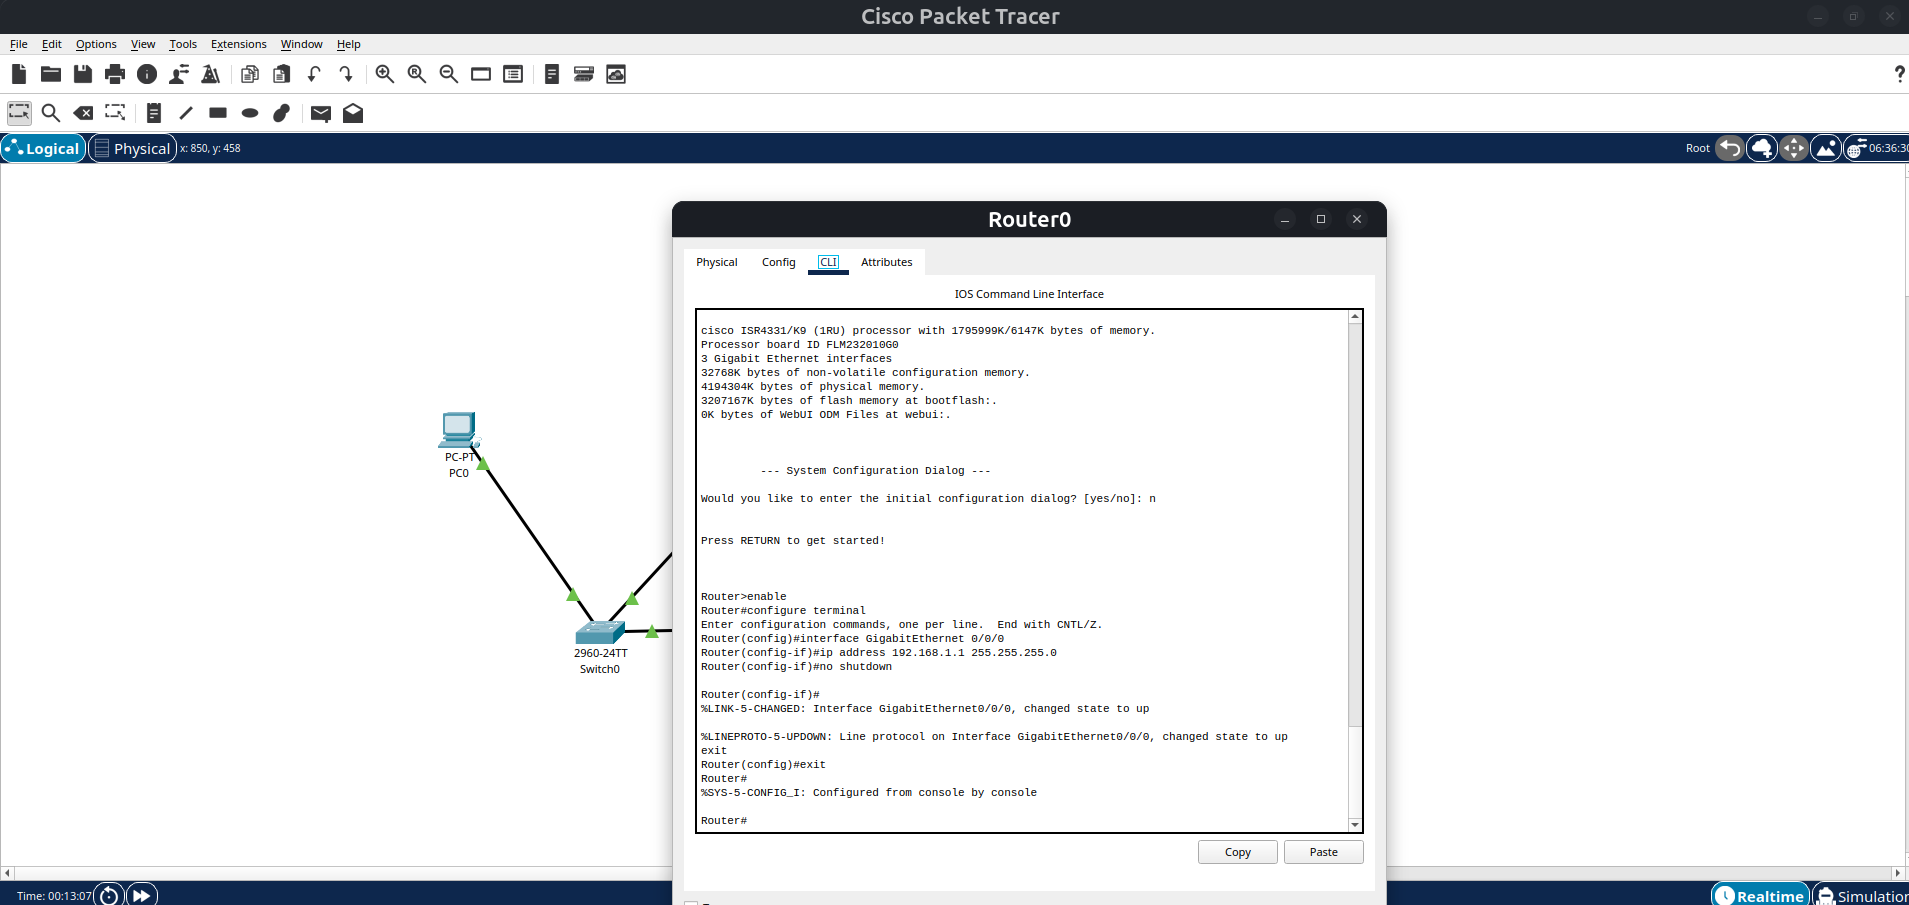 Cisco Packet Tracer
File Edit Options View Tools Extensions Window Help
?
Logical Physical x: 850, y: 458 Root 06:36:30
Router0
Physical Config CLI Attributes
IOS Command Line Interface
cisco ISR4331/K9 (1RU) processor with 1795999K/6147K bytes of memory.
Processor board ID FLM232010G0
3 Gigabit Ethernet interfaces
32768K bytes of non-volatile configuration memory.
4194304K bytes of physical memory.
3207167K bytes of flash memory at bootflash:.
0K bytes of WebUI ODM Files at webui:.
--- System Configuration Dialog ---
Would you like to enter the initial configuration dialog? [yes/no]: n
Press RETURN to get started!
Router>enable
Router#configure terminal
Enter configuration commands, one per line.  End with CNTL/Z.
Router(config)#interface GigabitEthernet 0/0/0
Router(config-if)#ip address 192.168.1.1 255.255.255.0
Router(config-if)#no shutdown
Router(config-if)#
%LINK-5-CHANGED: Interface GigabitEthernet0/0/0, changed state to up
%LINEPROTO-5-UPDOWN: Line protocol on Interface GigabitEthernet0/0/0, changed state to up
exit
Router(config)#exit
Router#
%SYS-5-CONFIG_I: Configured from console by console
Router#
Copy Paste
PC-PT
PC0
2960-24TT
Switch0
Time: 00:13:07 Realtime Simulation